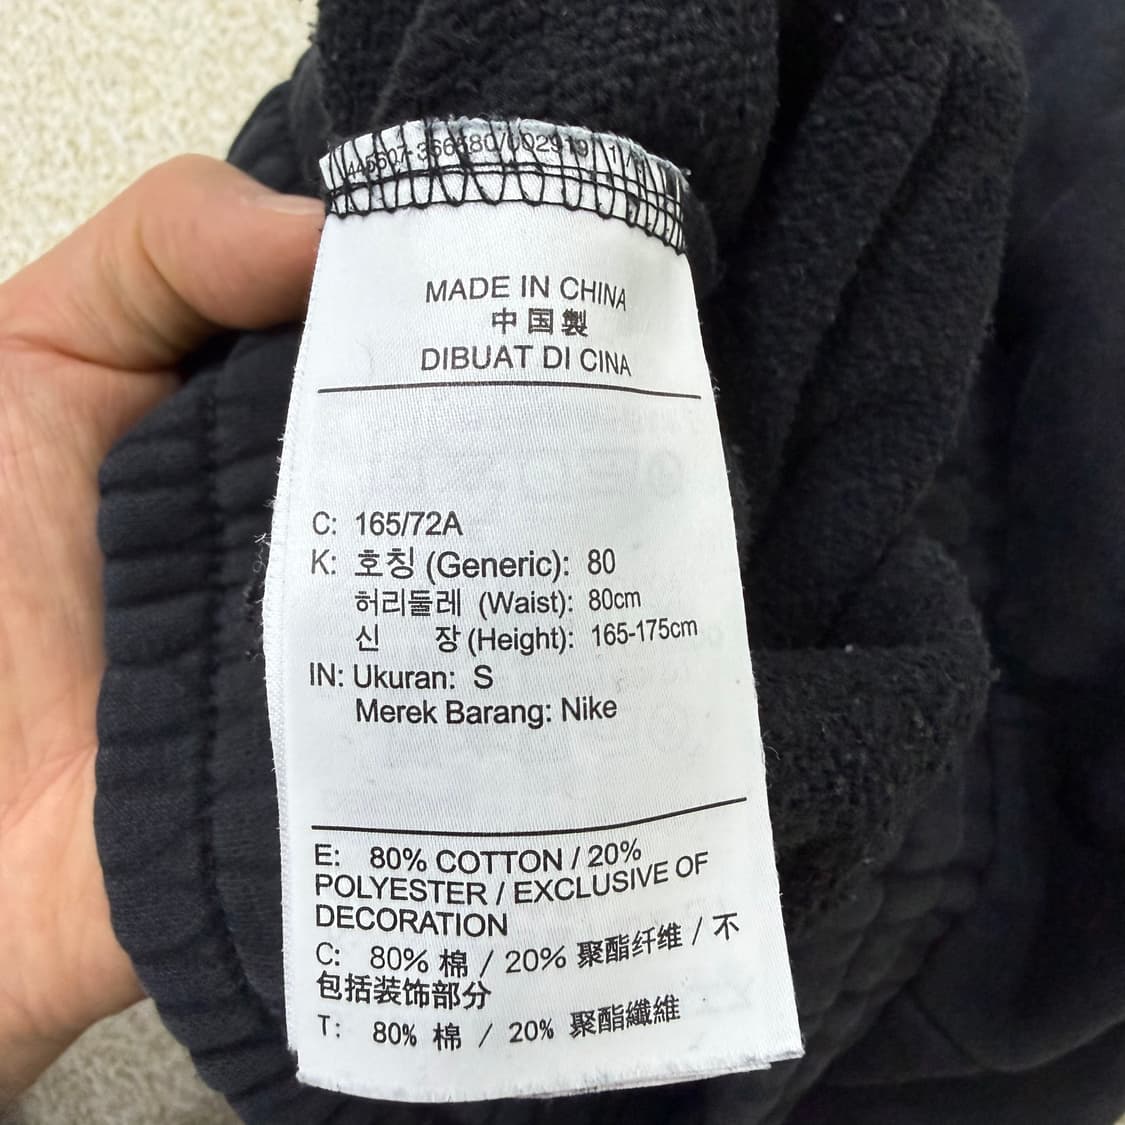 MADE IN CHINA
中国製
DIBUAT DI CINA
C: 165/72A
K: 호칭 (Generic): 80
허리둘레 (Waist): 80cm
신 장 (Height): 165-175cm
IN: Ukuran: S
Merek Barang: Nike
E: 80% COTTON / 20%
POLYESTER / EXCLUSIVE OF
DECORATION
C: 80% 棉 / 20% 聚酯纤维 / 不
包括装饰部分
T: 80% 棉 / 20% 聚酯纖維